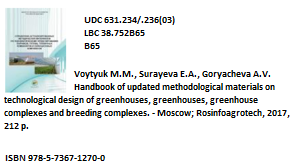 UDC 631.234/.236(03)
LBC 38.752B65
B65
Voytyuk M.M., Surayeva E.A., Goryacheva A.V.
Handbook of updated methodological materials on
technological design of greenhouses, greenhouses, greenhouse
complexes and breeding complexes. - Moscow; Rosinfoagrotech, 2017,
212 p.
ISBN 978-5-7367-1270-0